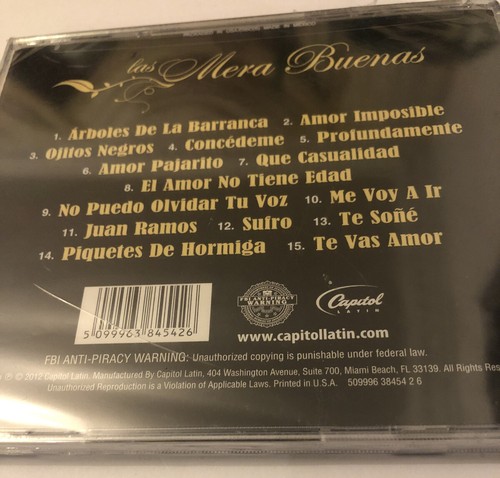 las Mera Buenas
1. Árboles De La Barranca 2. Amor Imposible
3. Ojitos Negros 4. Concédeme 5. Profundamente
6. Amor Pajarito 7. Que Casualidad
8. El Amor No Tiene Edad
9. No Puedo Olvidar Tu Voz 10. Me Voy A Ir
11. Juan Ramos 12. Sufro 13. Te Soñé
14. Piquetes De Hormiga 15. Te Vas Amor
5 099963 845426
FBI ANTI-PIRACY WARNING
Capitol LATIN
www.capitollatin.com
FBI ANTI-PIRACY WARNING: Unauthorized copying is punishable under federal law.
℗ © 2012 Capitol Latin. Manufactured By Capitol Latin, 404 Washington Avenue, Suite 700, Miami Beach, FL 33139. All Rights Res
Unauthorized Reproduction is a Violation of Applicable Laws. Printed in U.S.A. 509996 38454 2 6